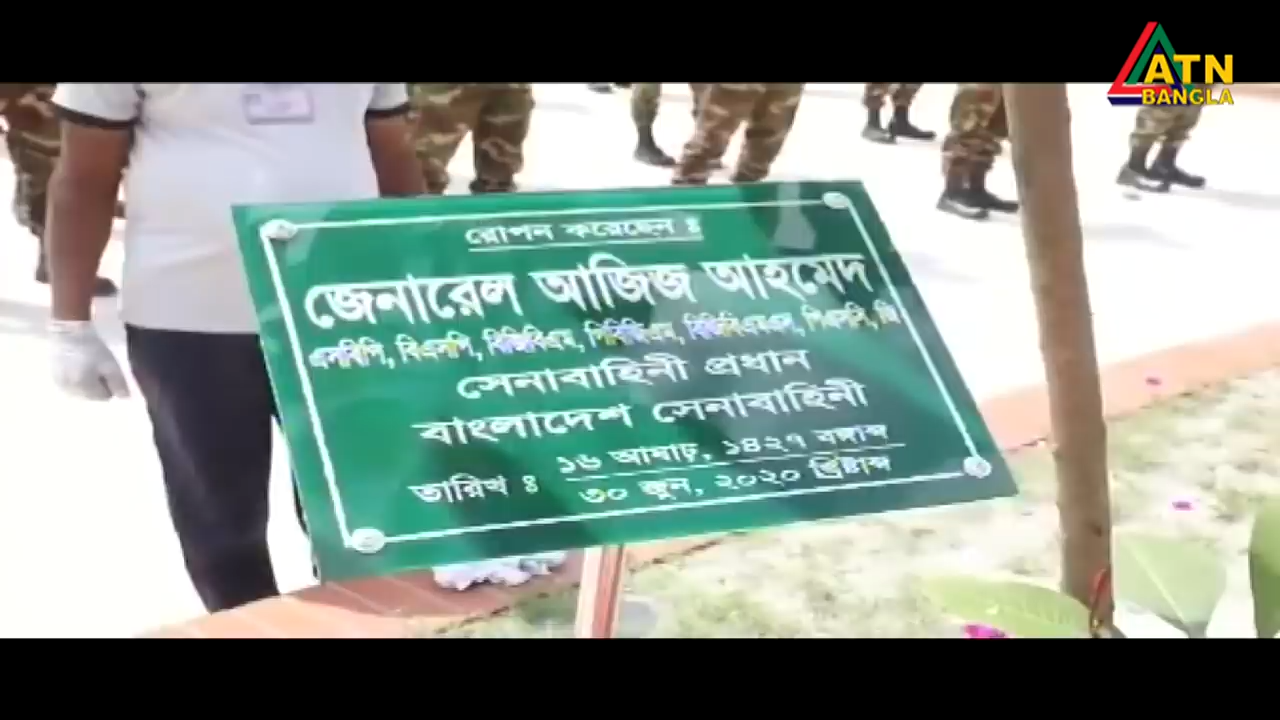 ATN
BANGLA
রোপন করেছেন ঃ
জেনারেল আজিজ আহমেদ
এসবিপি, বিএসপি, বিজিবিএম, পিবিজিএম, বিজিবিএমএস, পিএসসি, জি
সেনাবাহিনী প্রধান
বাংলাদেশ সেনাবাহিনী
তারিখ ঃ ১৬ আষাঢ়, ১৪২৭ বঙ্গাব্দ
৩০ জুন, ২০২০ খ্রিষ্টাব্দ